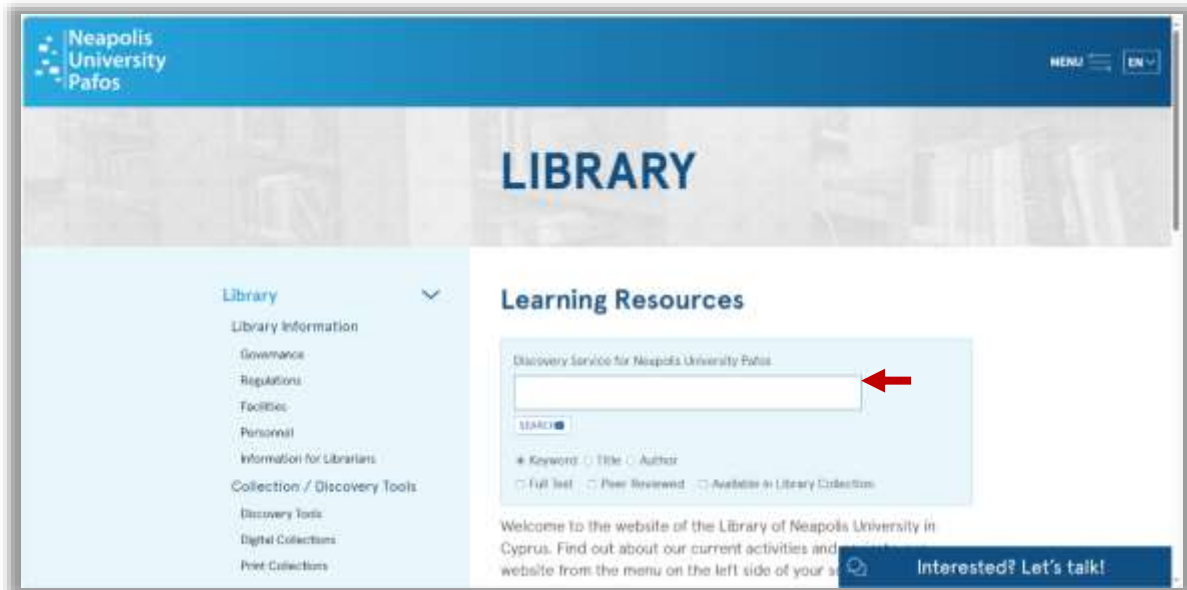 Neapolis
University
Pafos
MENU
EN
LIBRARY
Library
Library Information
Governance
Regulations
Facilities
Personnel
Information for Librarians
Collection / Discovery Tools
Discovery Tools
Digital Collections
Print Collections
Learning Resources
Discovery Service for Neapolis University Pafos
SEARCH
Keyword Title Author
Full Text Peer Reviewed Available in Library Collection
Welcome to the website of the Library of Neapolis University in
Cyprus. Find out about our current activities and
website from the menu on the left side of your
Interested? Let's talk!